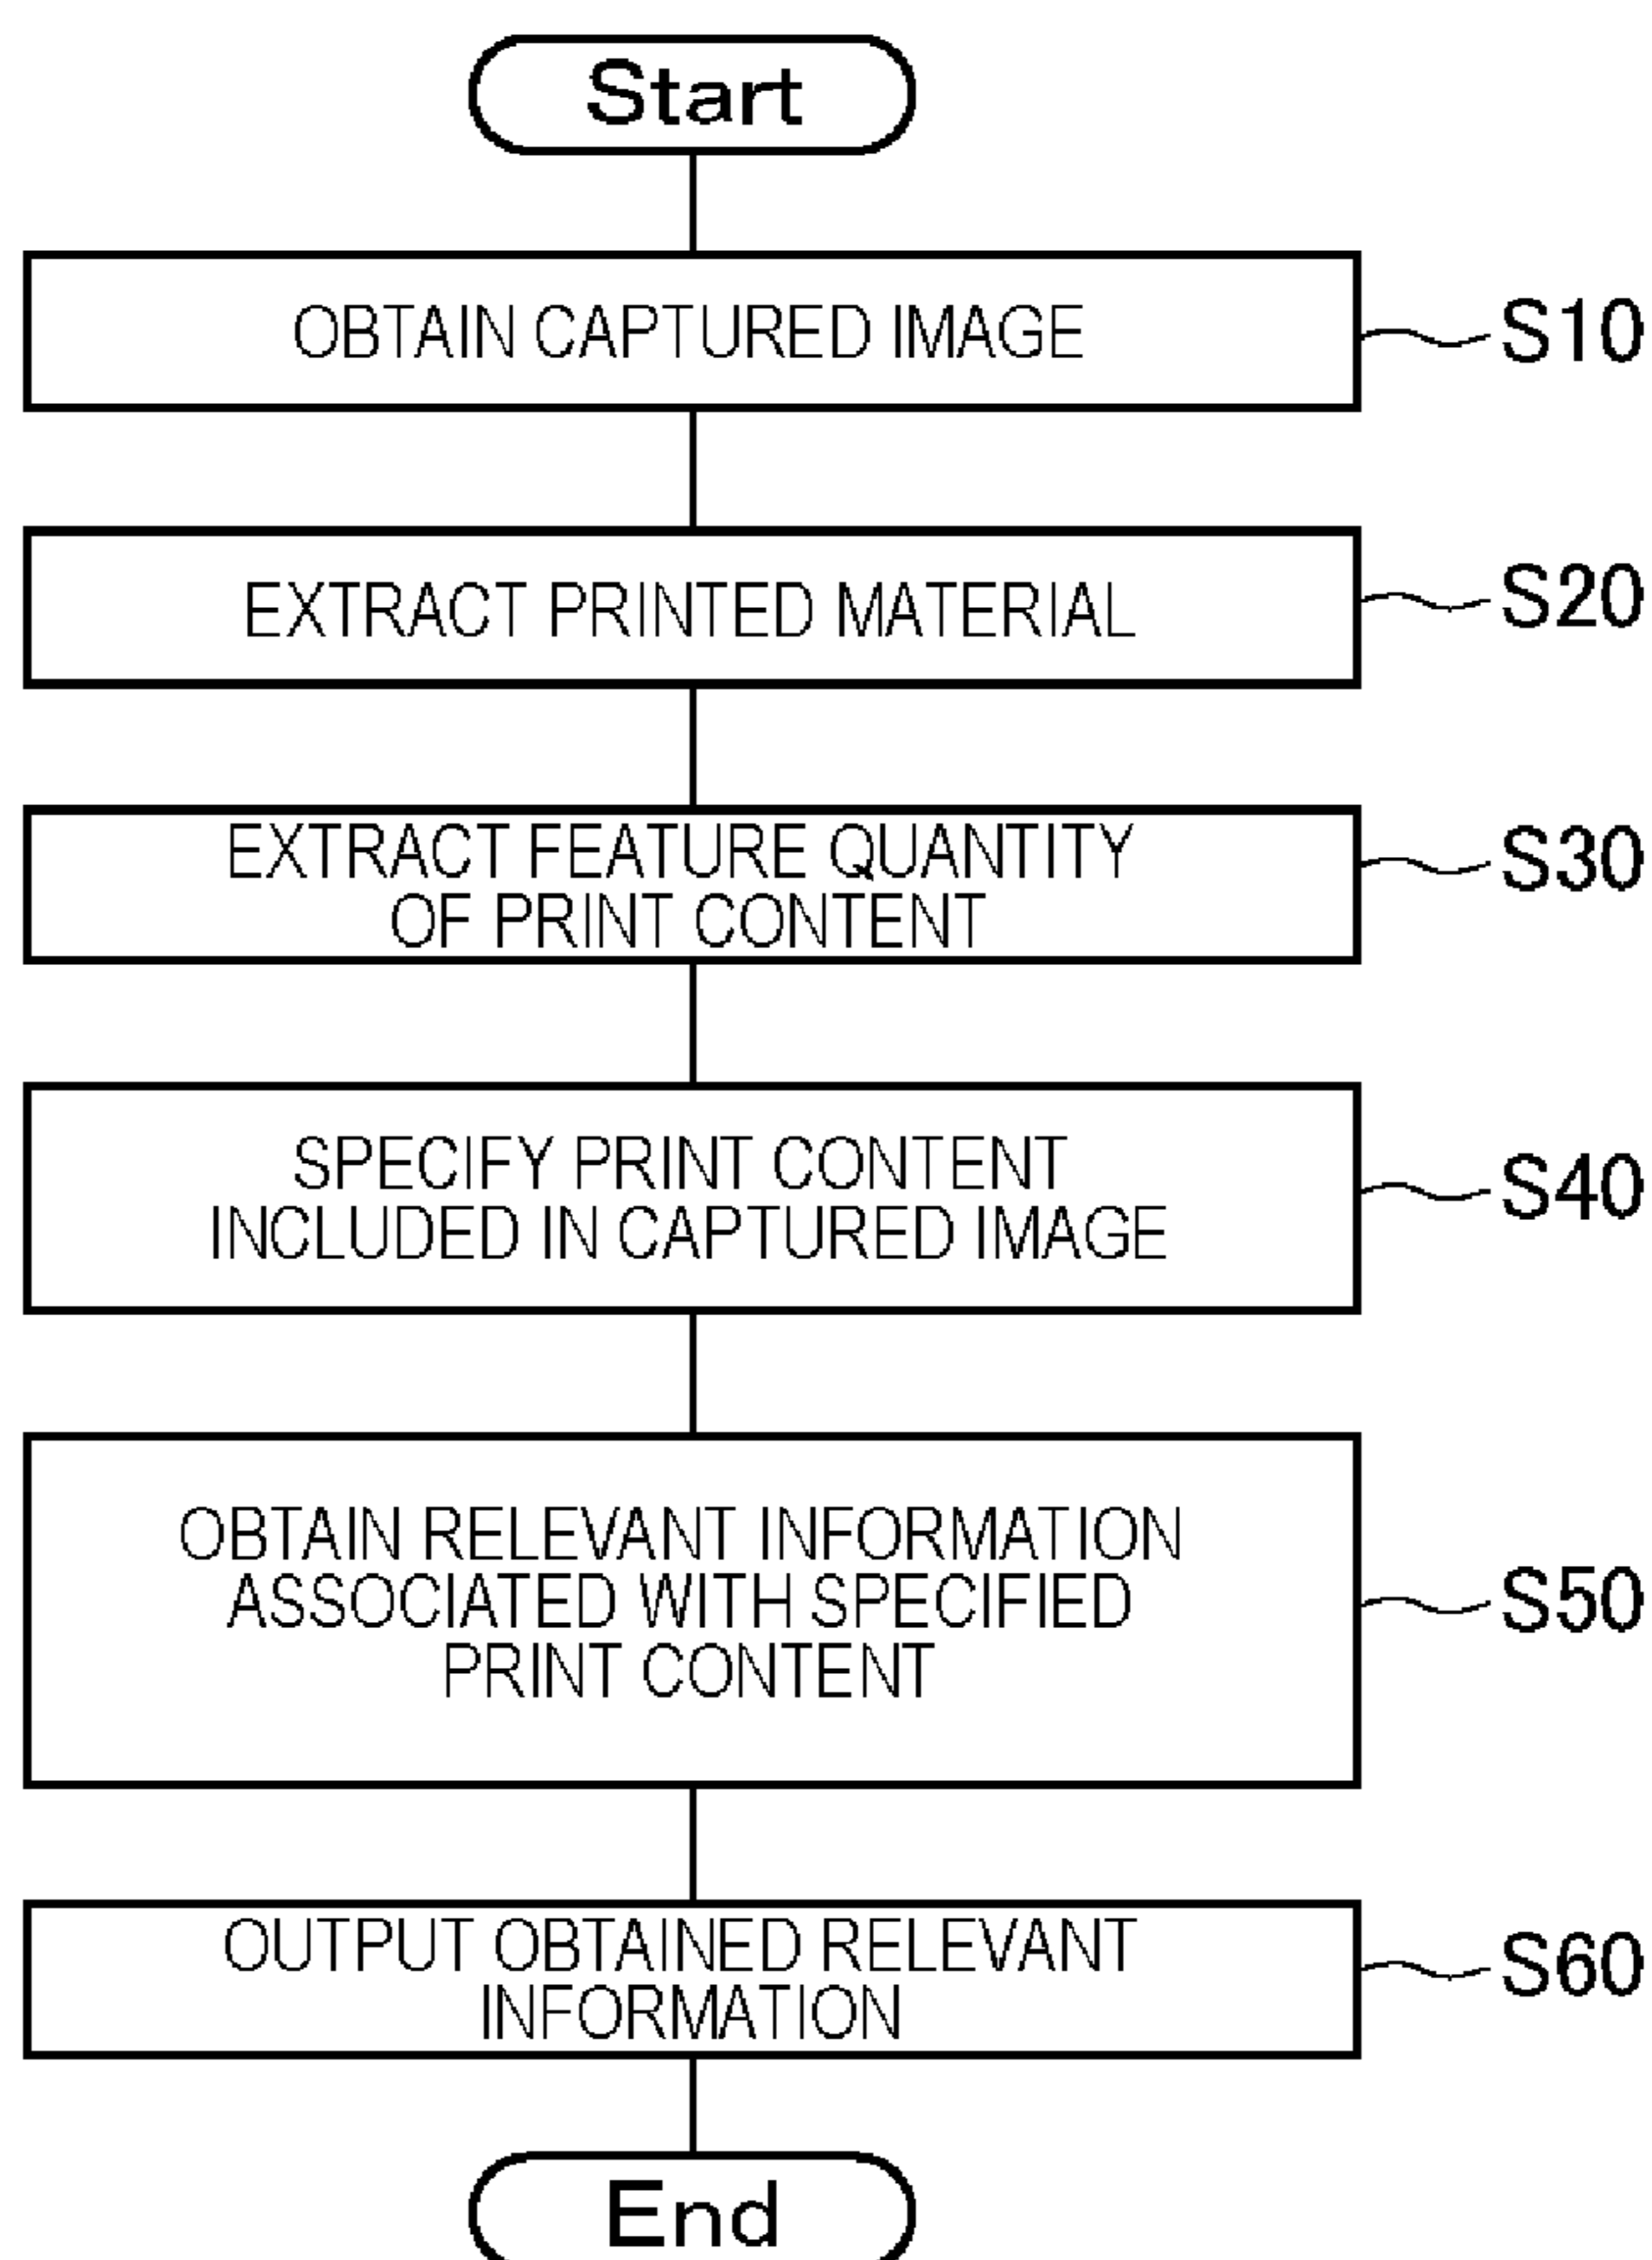 Start
OBTAIN CAPTURED IMAGE
S10
EXTRACT PRINTED MATERIAL
S20
EXTRACT FEATURE QUANTITY
OF PRINT CONTENT
S30
SPECIFY PRINT CONTENT
INCLUDED IN CAPTURED IMAGE
S40
OBTAIN RELEVANT INFORMATION
ASSOCIATED WITH SPECIFIED
PRINT CONTENT
S50
OUTPUT OBTAINED RELEVANT
INFORMATION
S60
End